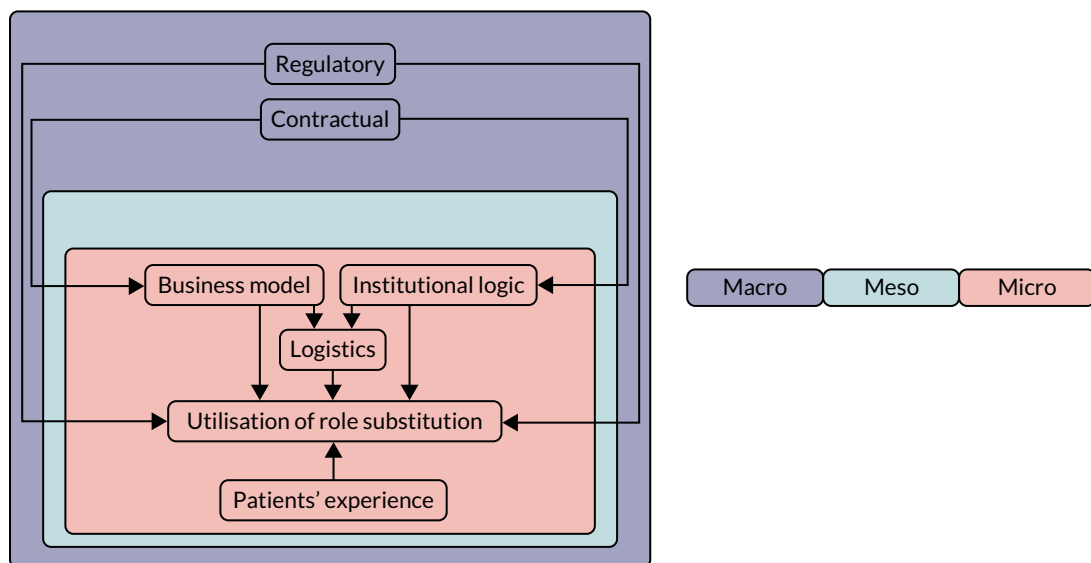 Regulatory
Contractual
Business model
Institutional logic
Logistics
Utilisation of role substitution
Patients’ experience
Macro
Meso
Micro